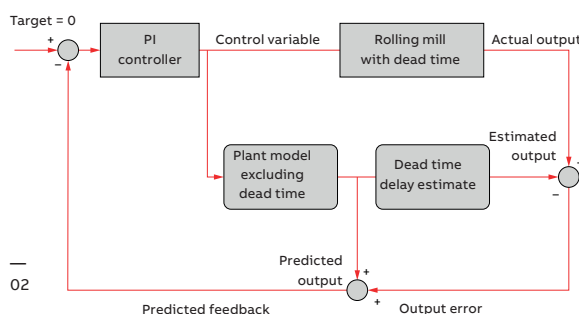 Target = 0
+
−
PI
controller
Control variable
Rolling mill
with dead time
Actual output
Plant model
excluding
dead time
Dead time
delay estimate
Estimated
output
−
Predicted
output
+
+
—
02
Predicted feedback
Output error